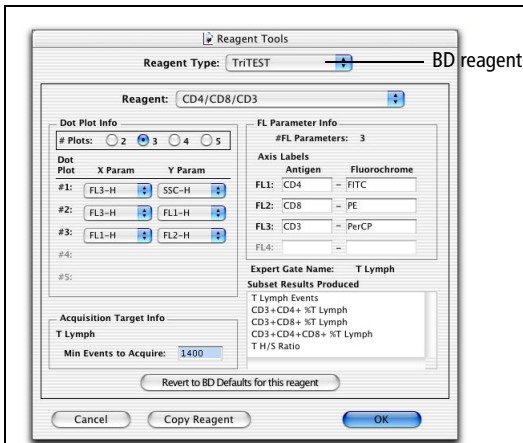 Reagent Tools
Reagent Type: TriTEST
BD reagent
Reagent: CD4/CD8/CD3
Dot Plot Info
# Plots: 2 3 4 5
Dot Plot X Param Y Param
#1: FL3-H SSC-H
#2: FL3-H FL1-H
#3: FL1-H FL2-H
#4:
#5:
Acquisition Target Info
T Lymph
Min Events to Acquire: 1400
FL Parameter Info
#FL Parameters: 3
Axis Labels
Antigen Fluorochrome
FL1: CD4 - FITC
FL2: CD8 - PE
FL3: CD3 - PerCP
FL4: -
Expert Gate Name: T Lymph
Subset Results Produced
T Lymph Events
CD3+CD4+ %T Lymph
CD3+CD8+ %T Lymph
CD3+CD4+CD8+ %T Lymph
T H/S Ratio
Revert to BD Defaults for this reagent
Cancel Copy Reagent OK